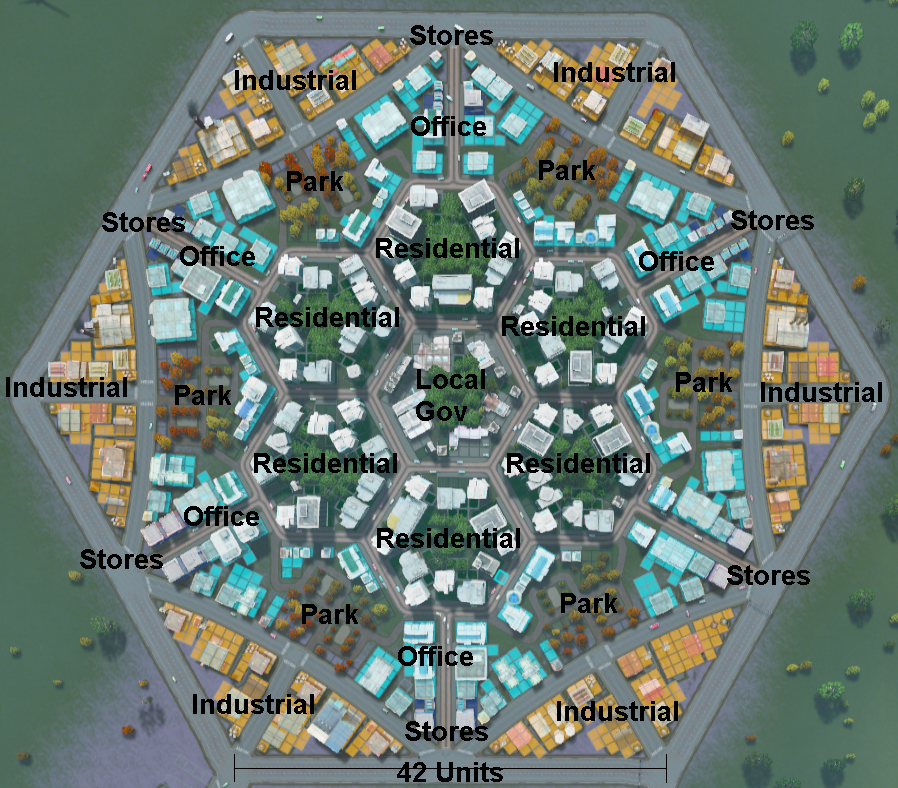 Stores
Industrial
Industrial
Office
Park
Park
Stores
Stores
Residential
Office
Office
Residential
Residential
Local
Gov
Industrial
Park
Park
Industrial
Residential
Residential
Office
Residential
Stores
Stores
Park
Park
Office
Industrial
Industrial
Stores
42 Units